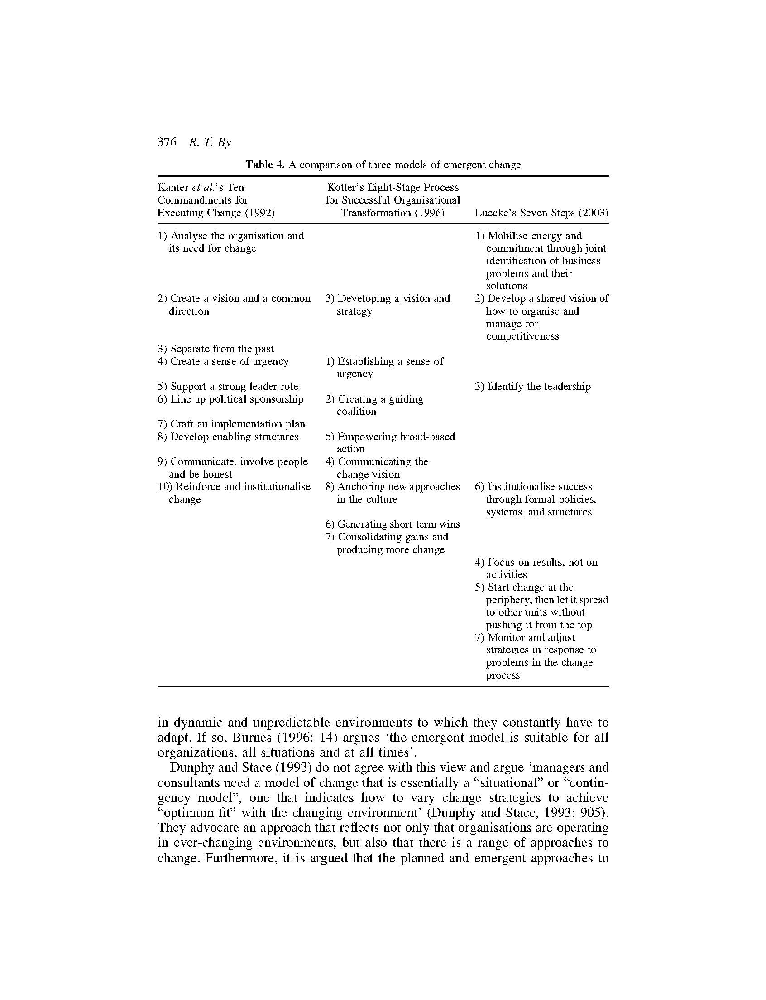 376 R. T. By
Table 4. A comparison of three models of emergent change
Kanter et al.'s Ten Commandments for Executing Change (1992)
Kotter's Eight-Stage Process for Successful Organisational Transformation (1996)
Luecke's Seven Steps (2003)
1) Analyse the organisation and
its need for change
1) Mobilise energy and
commitment through joint
identification of business
problems and their
solutions
2) Create a vision and a common
direction
3) Developing a vision and
strategy
2) Develop a shared vision of
how to organise and
manage for
competitiveness
3) Separate from the past
4) Create a sense of urgency
1) Establishing a sense of
urgency
5) Support a strong leader role
3) Identify the leadership
6) Line up political sponsorship
2) Creating a guiding
coalition
7) Craft an implementation plan
8) Develop enabling structures
5) Empowering broad-based
action
9) Communicate, involve people
and be honest
4) Communicating the
change vision
10) Reinforce and institutionalise
change
8) Anchoring new approaches
in the culture
6) Institutionalise success
through formal policies,
systems, and structures
6) Generating short-term wins
7) Consolidating gains and
producing more change
4) Focus on results, not on
activities
5) Start change at the
periphery, then let it spread
to other units without
pushing it from the top
7) Monitor and adjust
strategies in response to
problems in the change
process
in dynamic and unpredictable environments to which they constantly have to
adapt. If so, Burnes (1996: 14) argues ‘the emergent model is suitable for all
organizations, all situations and at all times’.
Dunphy and Stace (1993) do not agree with this view and argue ‘managers and
consultants need a model of change that is essentially a “situational” or “contin-
gency model”, one that indicates how to vary change strategies to achieve
“optimum fit” with the changing environment’ (Dunphy and Stace, 1993: 905).
They advocate an approach that reflects not only that organisations are operating
in ever-changing environments, but also that there is a range of approaches to
change. Furthermore, it is argued that the planned and emergent approaches to